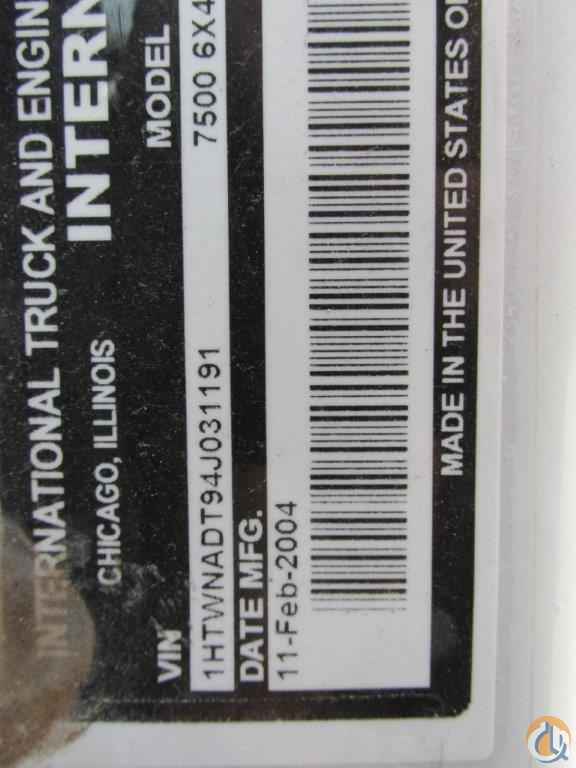 INTERNATIONAL TRUCK AND ENGIN
INTERN
CHICAGO, ILLINOIS
VIN
MODEL
1HTWNADT94J031191
7500 6X4
DATE MFG.
11-Feb-2004
MADE IN THE UNITED STATES O